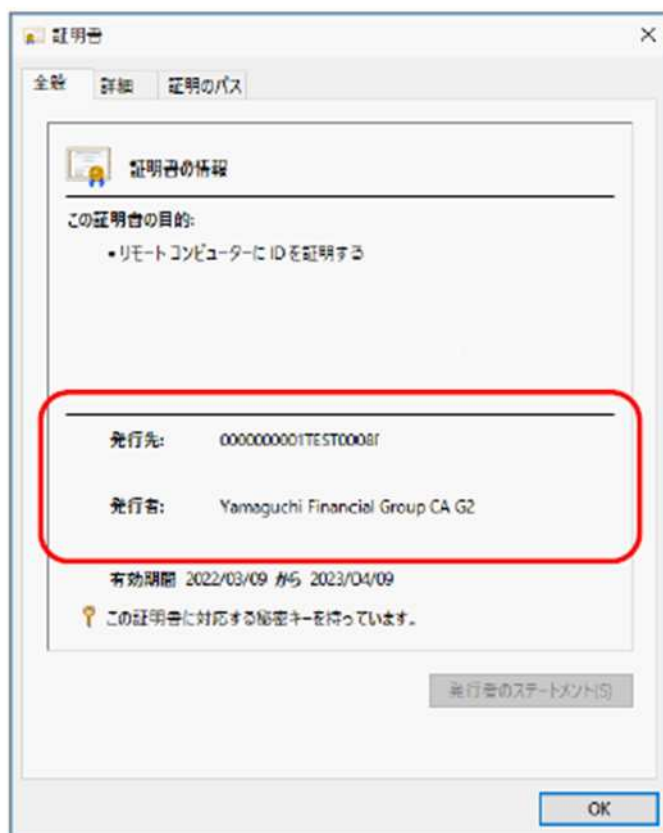 証明書
全般 詳細 証明のパス
証明書の情報
この証明書の目的:
• リモート コンピューターに ID を証明する
発行先:
発行者: Yamaguchi Financial Group CA G2
有効期間 2022/03/09 から 2023/04/09
この証明書に対応する秘密キーを持っています。
発行者のステートメント(S)
OK